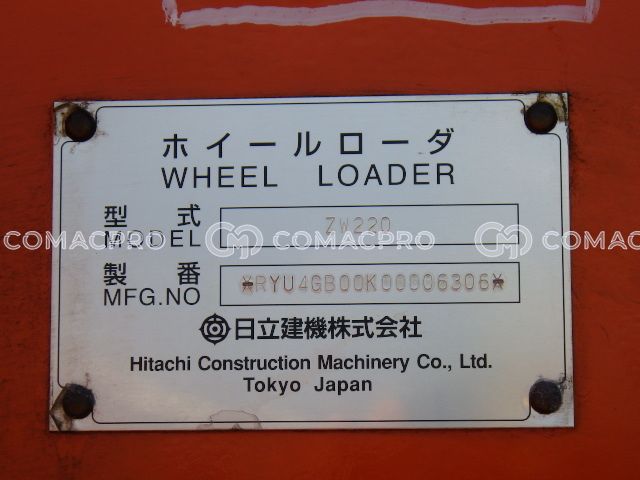 ホイールローダ
WHEEL LOADER
型式 ZW220
MODEL
COMACPRO COMACPRO COMAC
製番 *RYU4GB00K00006306*
MFG.NO
日立建機株式会社
Hitachi Construction Machinery Co., Ltd.
Tokyo Japan